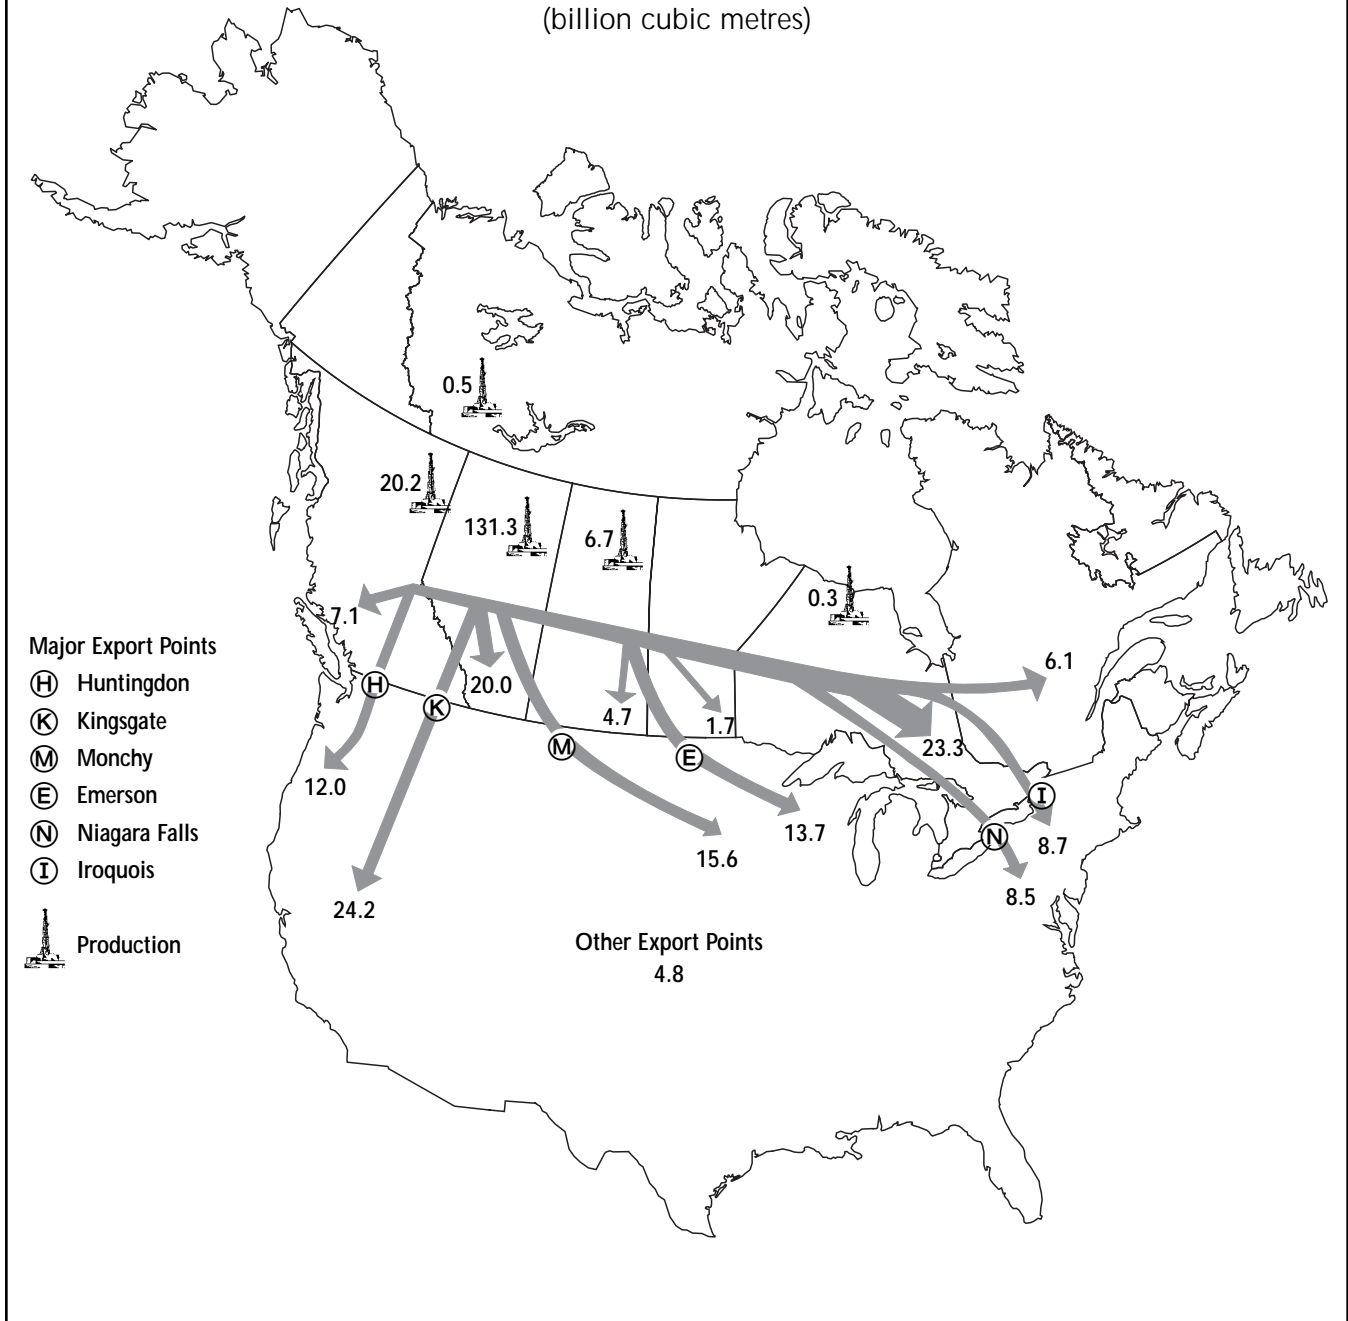 (billion cubic metres)
0.5
20.2
131.3
6.7
0.3
7.1
Major Export Points
H Huntingdon
K Kingsgate
M Monchy
E Emerson
N Niagara Falls
I Iroquois
Production
H
K
20.0
M
4.7
E
1.7
23.3
6.1
I
N
12.0
24.2
15.6
13.7
8.7
8.5
Other Export Points
4.8